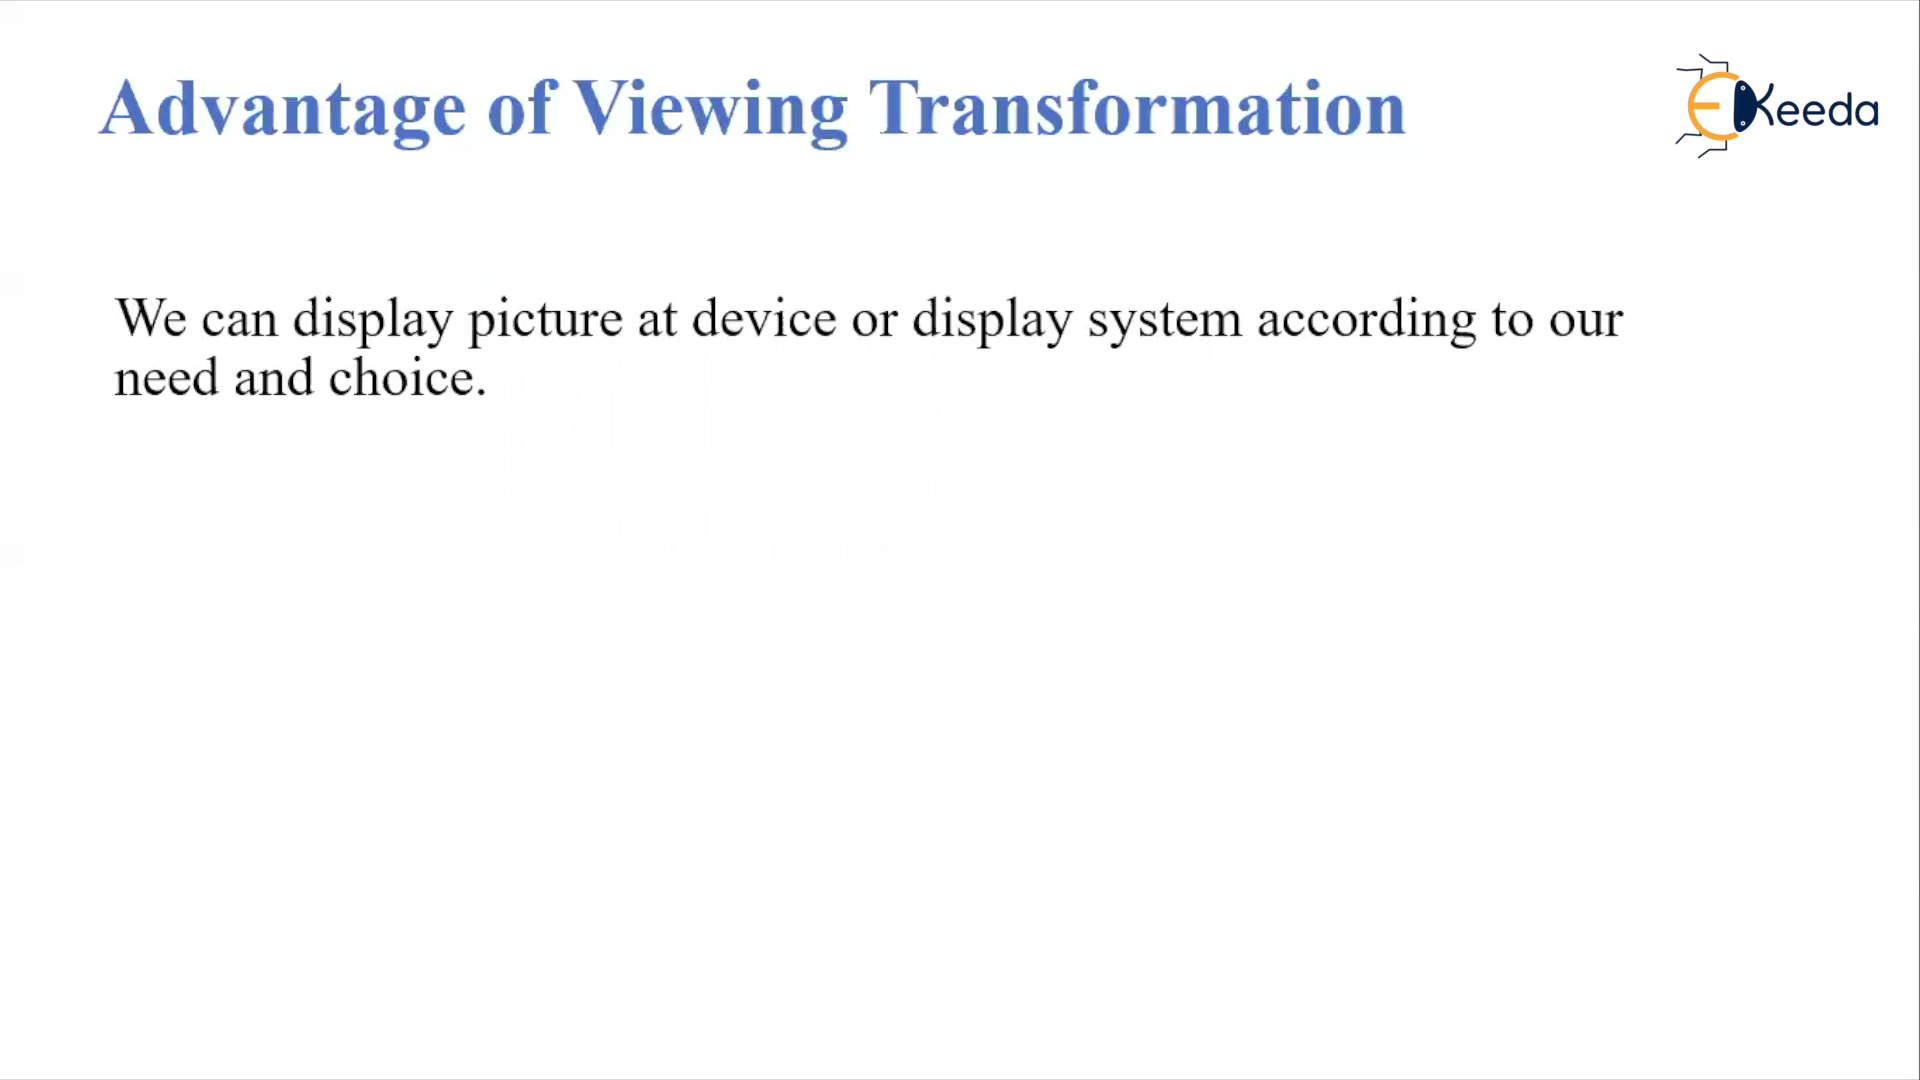 Advantage of Viewing Transformation
EKeeda
We can display picture at device or display system according to our
need and choice.